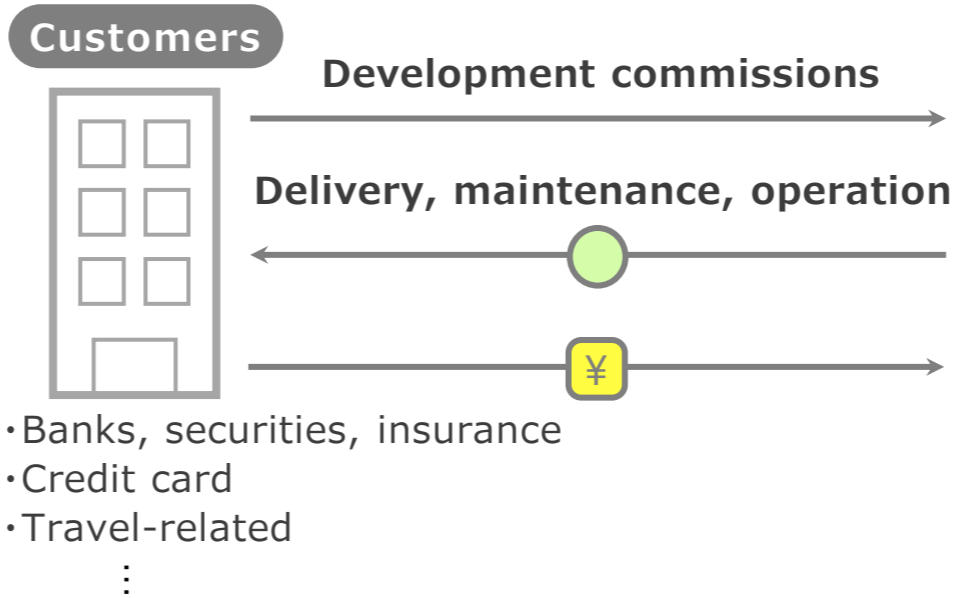 Customers
Development commissions
Delivery, maintenance, operation
¥
・Banks, securities, insurance
・Credit card
・Travel-related
⋮